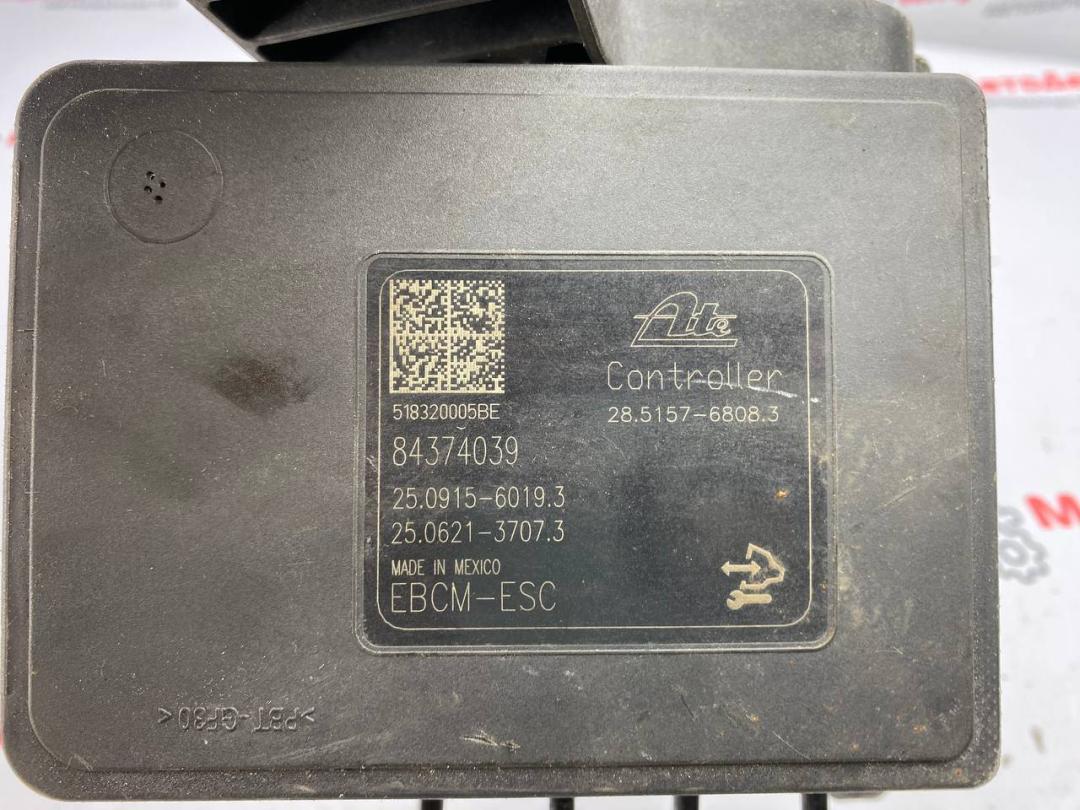 Ate
Controller
28.5157-6808.3
518320005BE
84374039
25.0915-6019.3
25.0621-3707.3
MADE IN MEXICO
EBCM-ESC
>PBT-GF30<